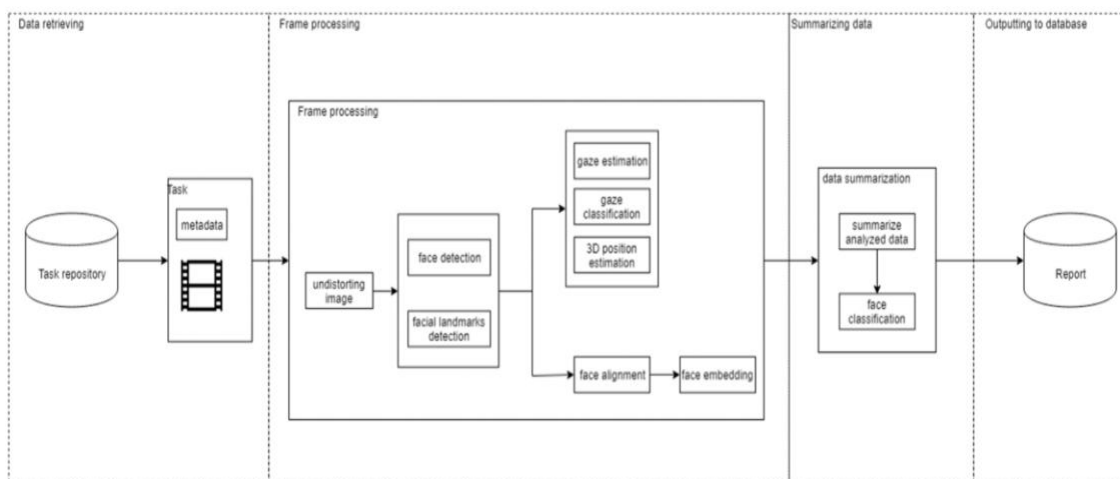 Data retrieving
Frame processing
Summarizing data
Outputting to database
Frame processing
Task
metadata
Task repository
undistorting
image
face detection
facial landmarks
detection
gaze estimation
gaze
classification
3D position
estimation
face alignment
face embedding
data summarization
summarize
analyzed data
face
classification
Report